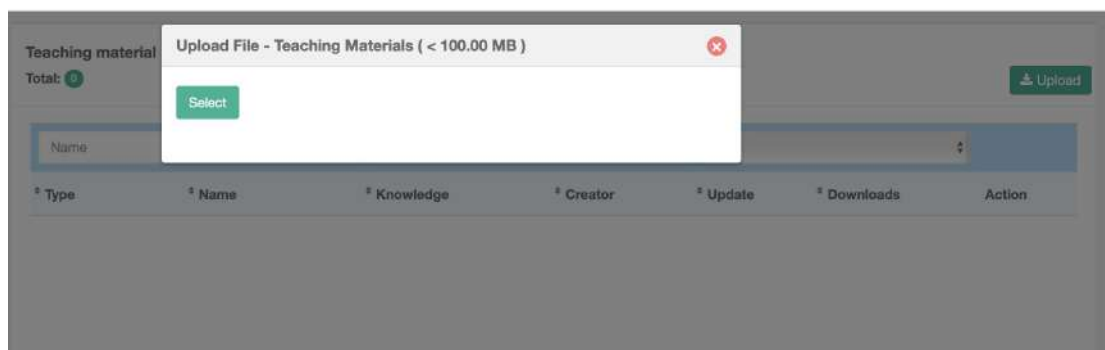 Upload File - Teaching Materials ( < 100.00 MB )
Teaching material
Total: 0
Upload
Select
Name
Type Name Knowledge Creator Update Downloads Action